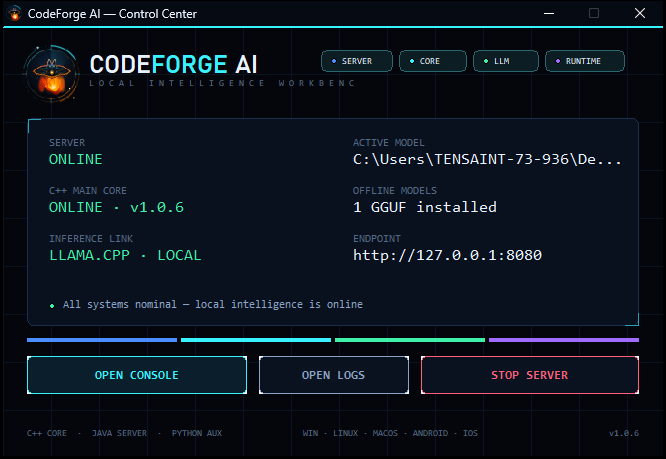 CodeForge AI — Control Center
CODEFORGE AI
LOCAL INTELLIGENCE WORKBENC
SERVER CORE LLM RUNTIME
SERVER
ONLINE
ACTIVE MODEL
C:\Users\TENSAINT-73-936\De...
C++ MAIN CORE
ONLINE · v1.0.6
OFFLINE MODELS
1 GGUF installed
INFERENCE LINK
LLAMA.CPP · LOCAL
ENDPOINT
http://127.0.0.1:8080
All systems nominal — local intelligence is online
OPEN CONSOLE
OPEN LOGS
STOP SERVER
C++ CORE · JAVA SERVER · PYTHON AUX
WIN · LINUX · MACOS · ANDROID · IOS
v1.0.6